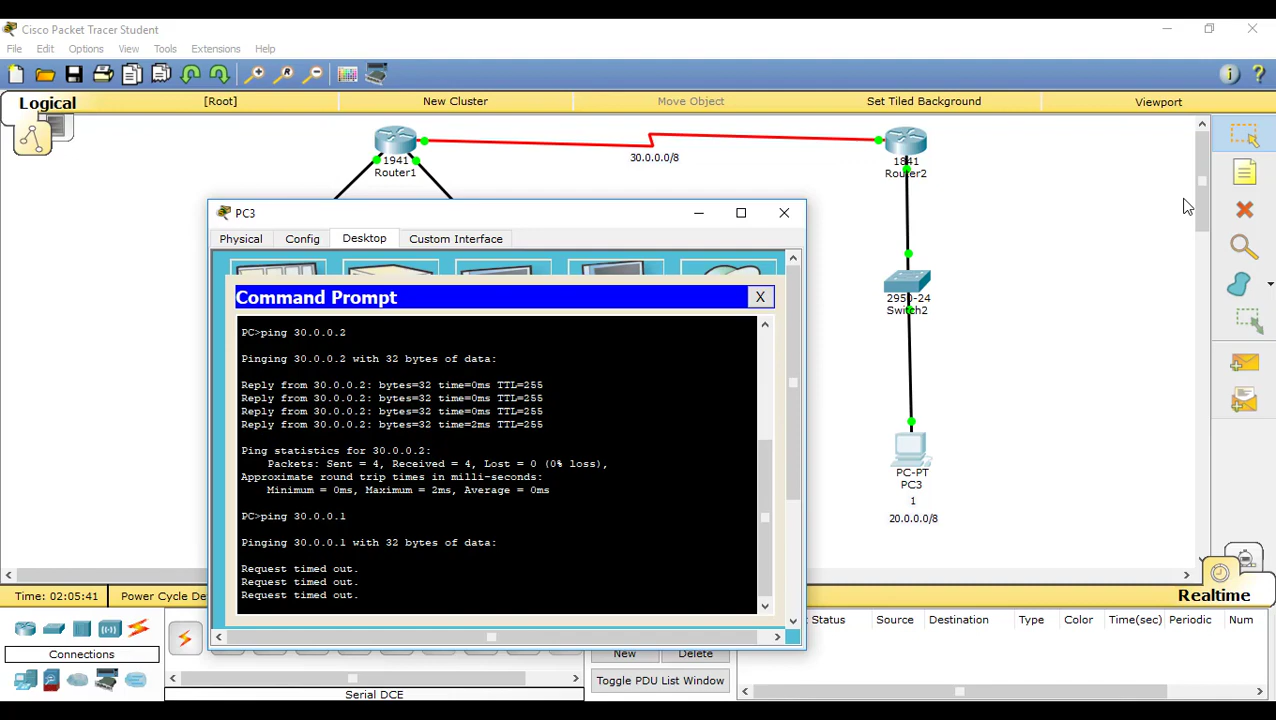 Cisco Packet Tracer Student
File Edit Options View Tools Extensions Help
Logical [Root] New Cluster Move Object Set Tiled Background Viewport
1941
Router1
30.0.0.0/8
1841
Router2
2950-24
Switch2
PC-PT
PC3
1
20.0.0.0/8
PC3
Physical Config Desktop Custom Interface
Command Prompt X
PC>ping 30.0.0.2
Pinging 30.0.0.2 with 32 bytes of data:
Reply from 30.0.0.2: bytes=32 time=0ms TTL=255
Reply from 30.0.0.2: bytes=32 time=0ms TTL=255
Reply from 30.0.0.2: bytes=32 time=0ms TTL=255
Reply from 30.0.0.2: bytes=32 time=2ms TTL=255
Ping statistics for 30.0.0.2:
Packets: Sent = 4, Received = 4, Lost = 0 (0% loss),
Approximate round trip times in milli-seconds:
Minimum = 0ms, Maximum = 2ms, Average = 0ms
PC>ping 30.0.0.1
Pinging 30.0.0.1 with 32 bytes of data:
Request timed out.
Request timed out.
Request timed out.
Time: 02:05:41 Power Cycle De
Realtime
Connections
Serial DCE
New Delete
Toggle PDU List Window
Status Source Destination Type Color Time(sec) Periodic Num